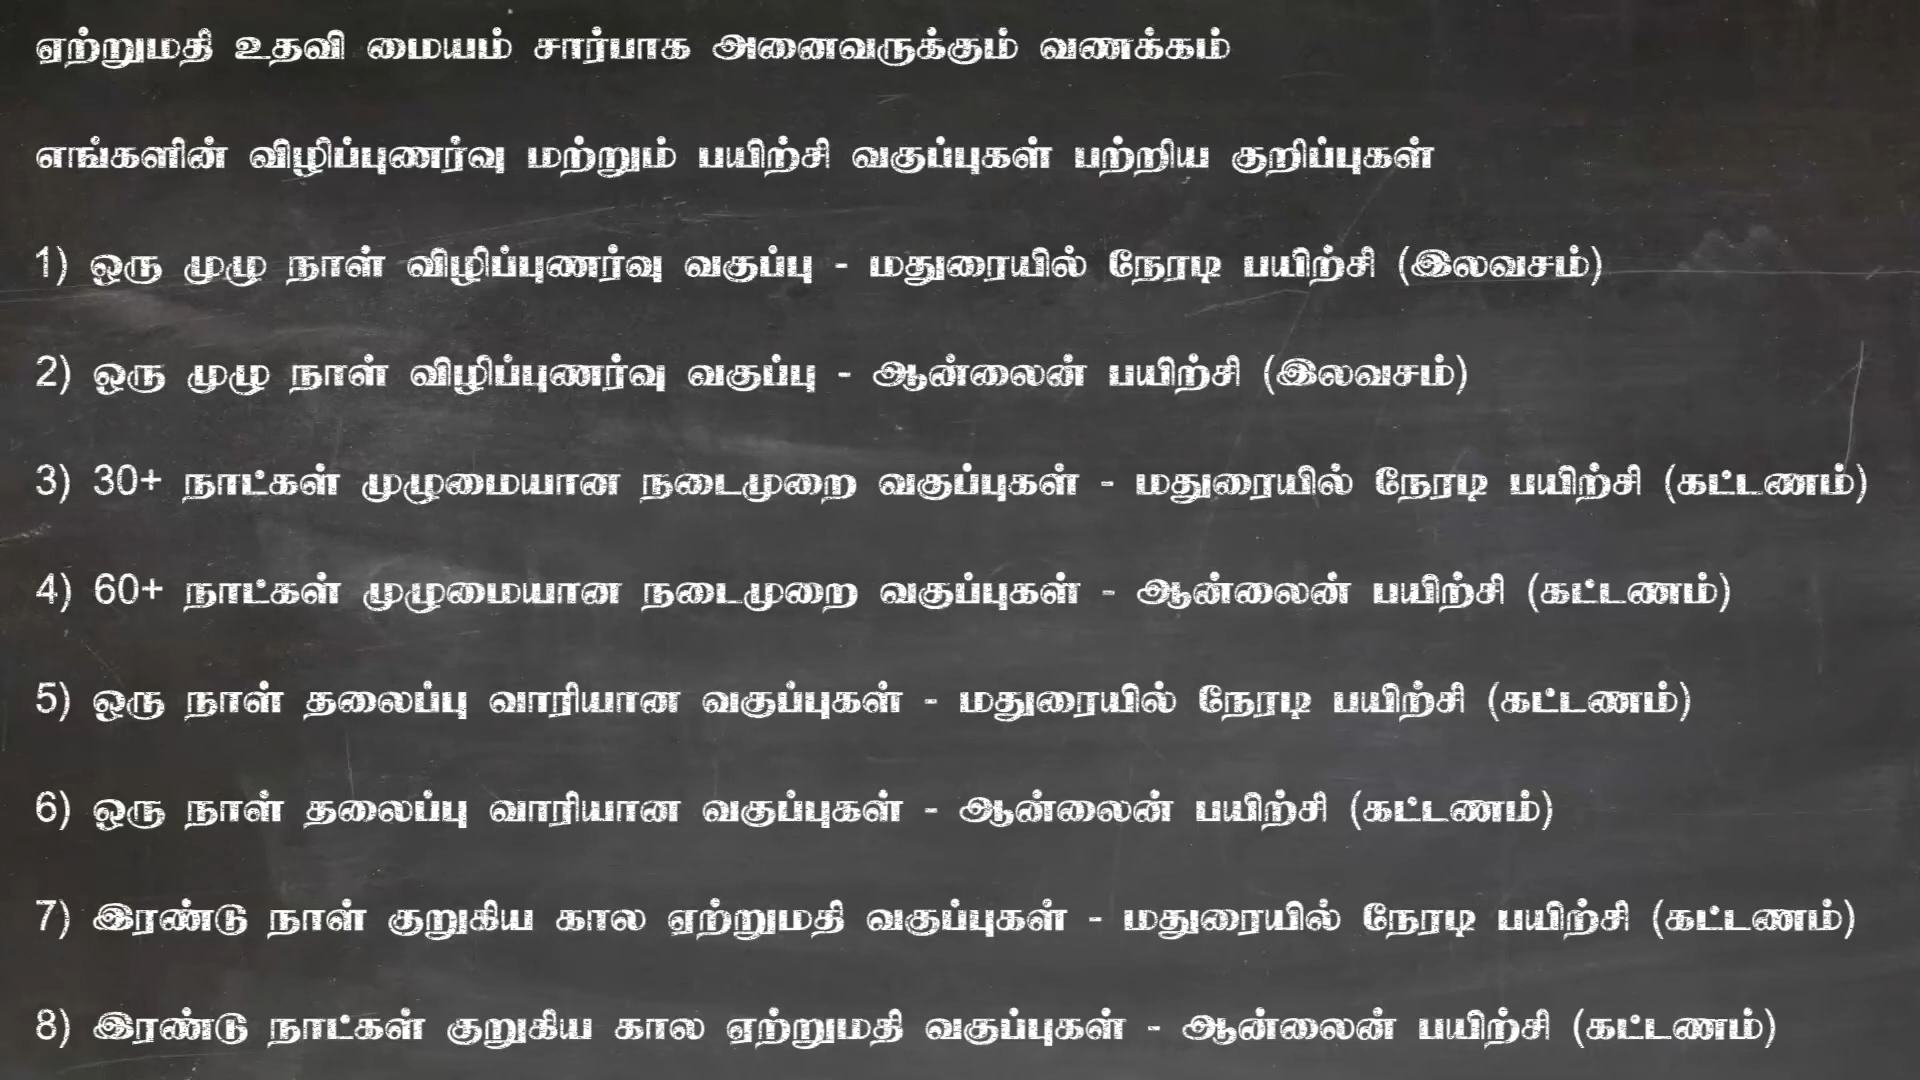 ஏற்றுமதி உதவி மையம் சார்பாக அனைவருக்கும் வணக்கம்
எங்களின் விழிப்புணர்வு மற்றும் பயிற்சி வகுப்புகள் பற்றிய குறிப்புகள்
1) ஒரு முழு நாள் விழிப்புணர்வு வகுப்பு - மதுரையில் நேரடி பயிற்சி (இலவசம்)
2) ஒரு முழு நாள் விழிப்புணர்வு வகுப்பு - ஆன்லைன் பயிற்சி (இலவசம்)
3) 30+ நாட்கள் முழுமையான நடைமுறை வகுப்புகள் - மதுரையில் நேரடி பயிற்சி (கட்டணம்)
4) 60+ நாட்கள் முழுமையான நடைமுறை வகுப்புகள் - ஆன்லைன் பயிற்சி (கட்டணம்)
5) ஒரு நாள் தலைப்பு வாரியான வகுப்புகள் - மதுரையில் நேரடி பயிற்சி (கட்டணம்)
6) ஒரு நாள் தலைப்பு வாரியான வகுப்புகள் - ஆன்லைன் பயிற்சி (கட்டணம்)
7) இரண்டு நாள் குறுகிய கால ஏற்றுமதி வகுப்புகள் - மதுரையில் நேரடி பயிற்சி (கட்டணம்)
8) இரண்டு நாட்கள் குறுகிய கால ஏற்றுமதி வகுப்புகள் - ஆன்லைன் பயிற்சி (கட்டணம்)